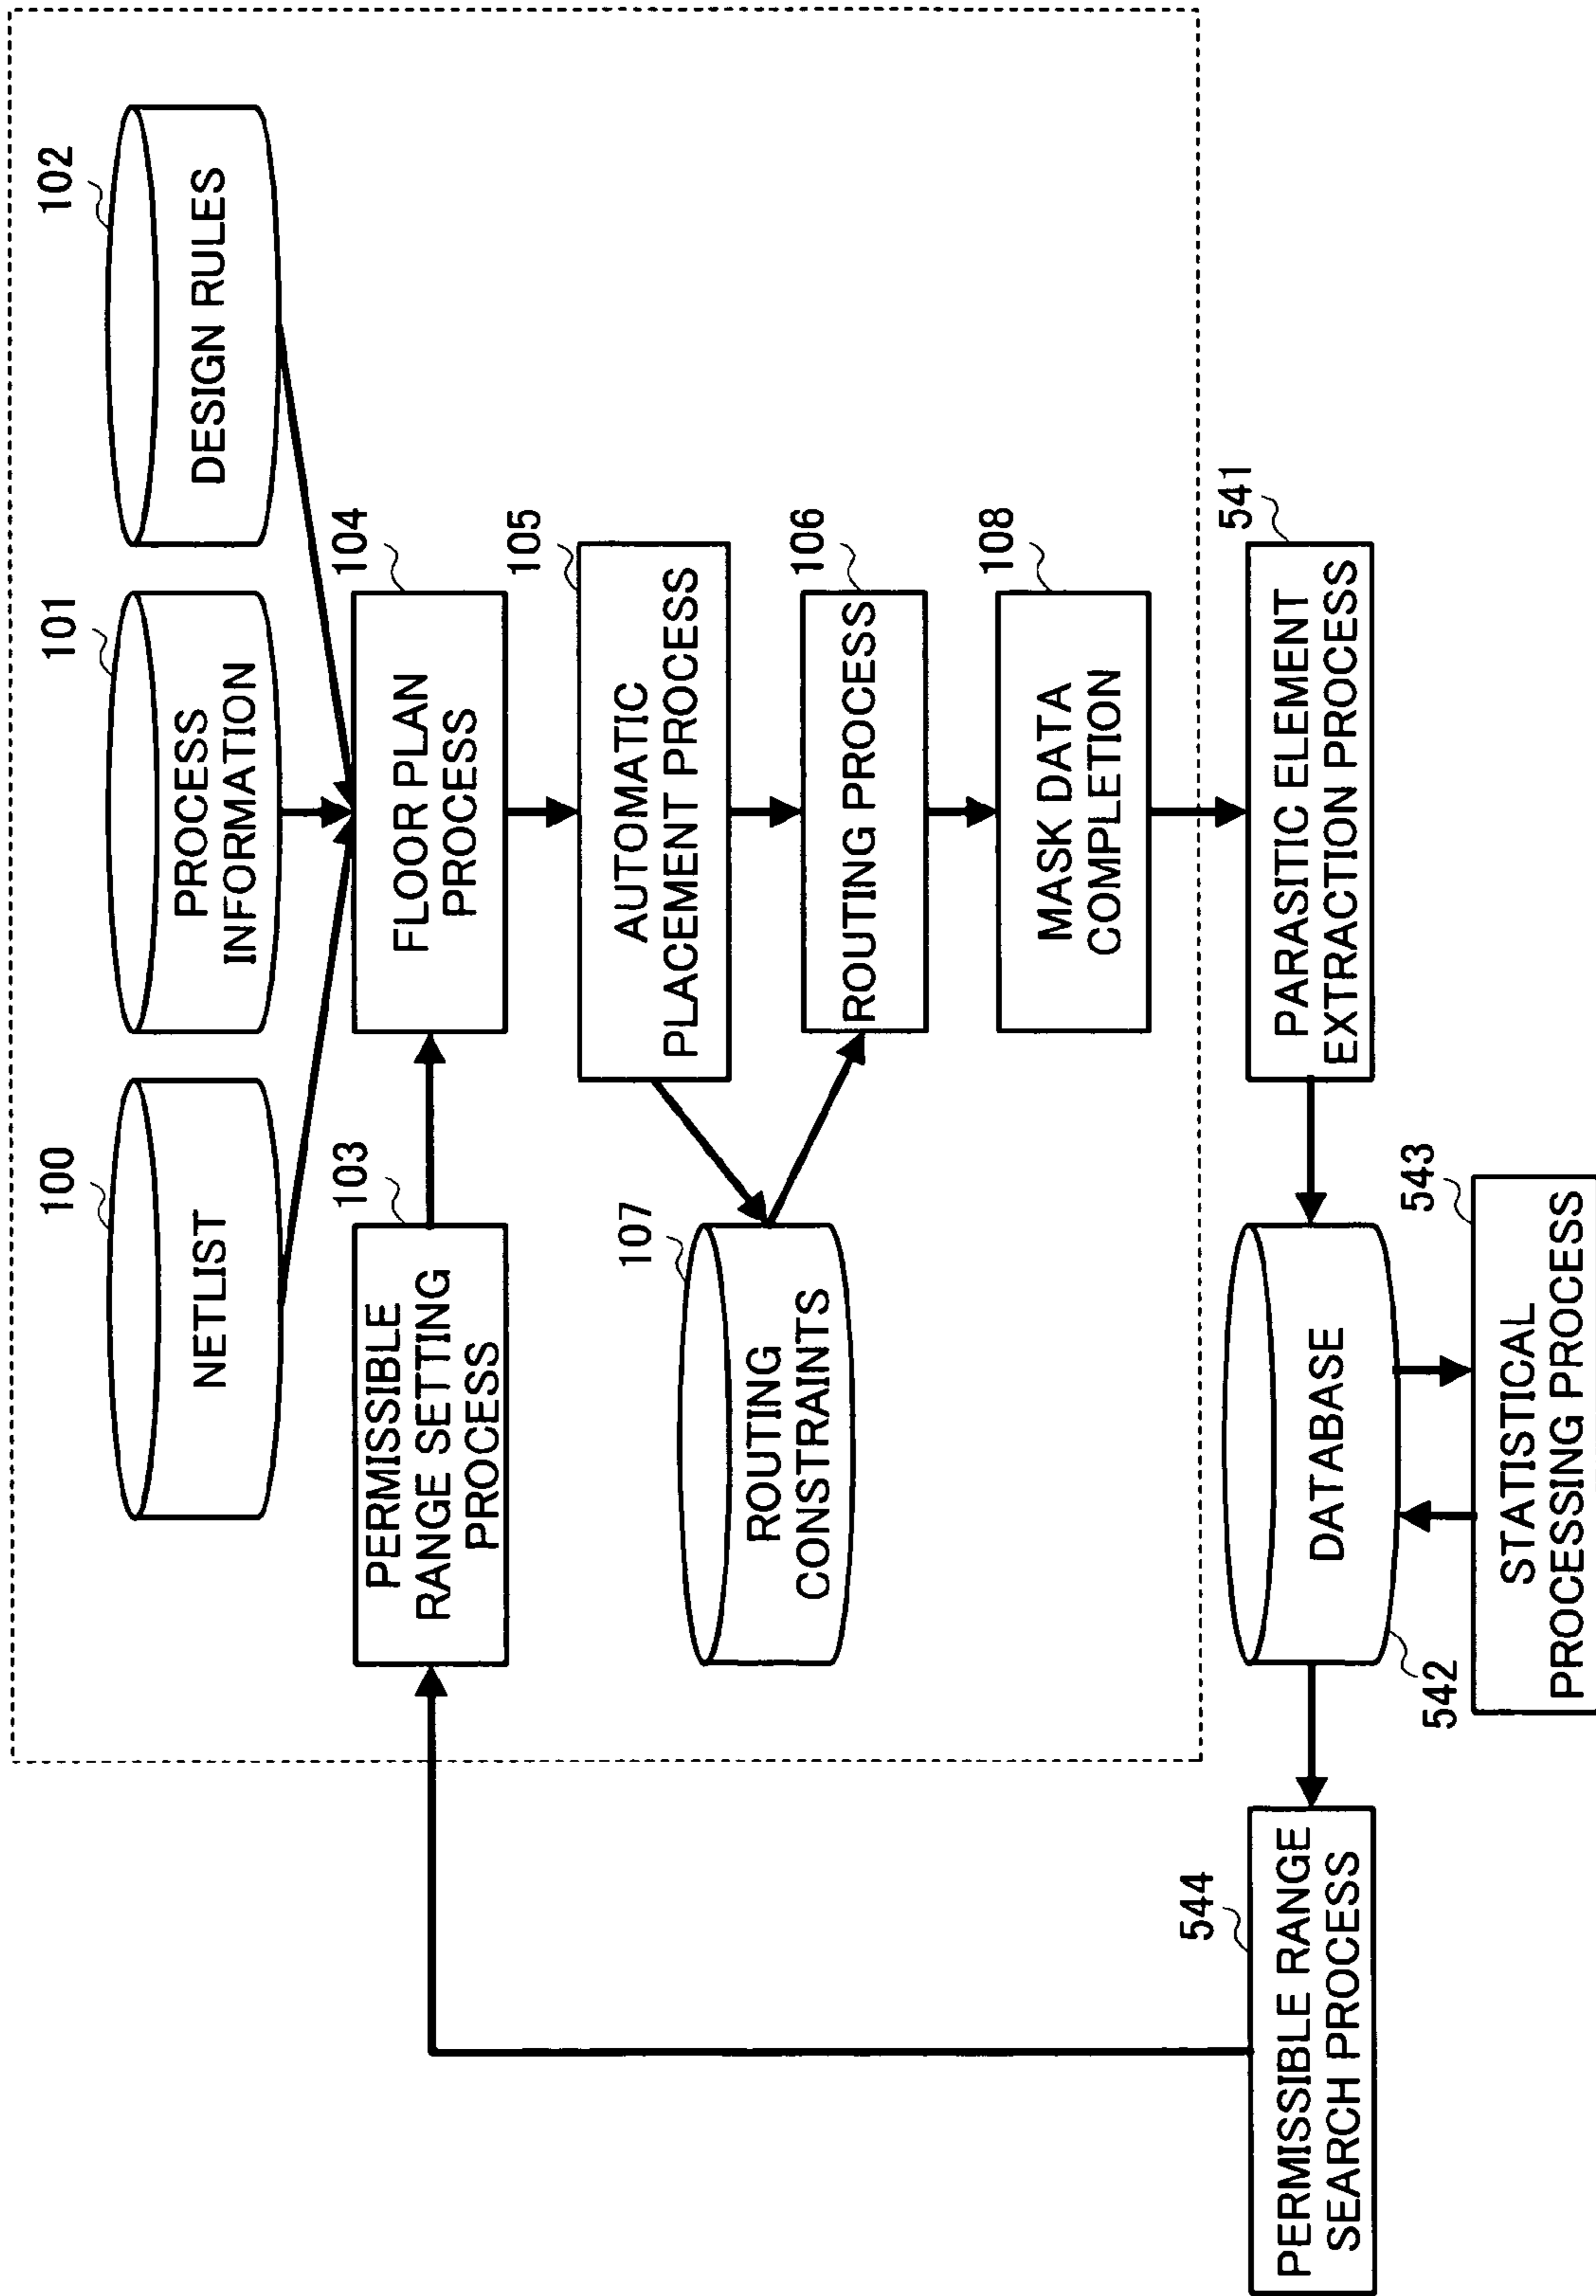 100
NETLIST
101
PROCESS
INFORMATION
102
DESIGN RULES
103
PERMISSIBLE
RANGE SETTING
PROCESS
104
FLOOR PLAN
PROCESS
105
AUTOMATIC
PLACEMENT PROCESS
107
ROUTING
CONSTRAINTS
106
ROUTING PROCESS
108
MASK DATA
COMPLETION
544
PERMISSIBLE RANGE
SEARCH PROCESS
542
DATABASE
541
PARASITIC ELEMENT
EXTRACTION PROCESS
543
STATISTICAL
PROCESSING PROCESS